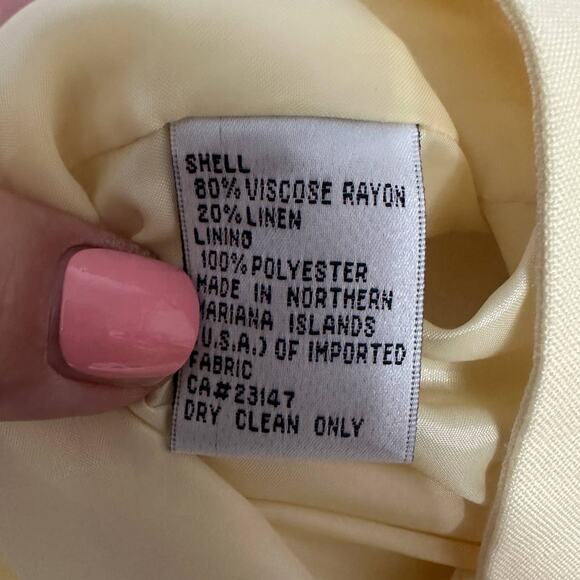 SHELL
80% VISCOSE RAYON
20% LINEN
LINING
100% POLYESTER
MADE IN NORTHERN
MARIANA ISLANDS
(U.S.A.) OF IMPORTED
FABRIC
CA#23147
DRY CLEAN ONLY